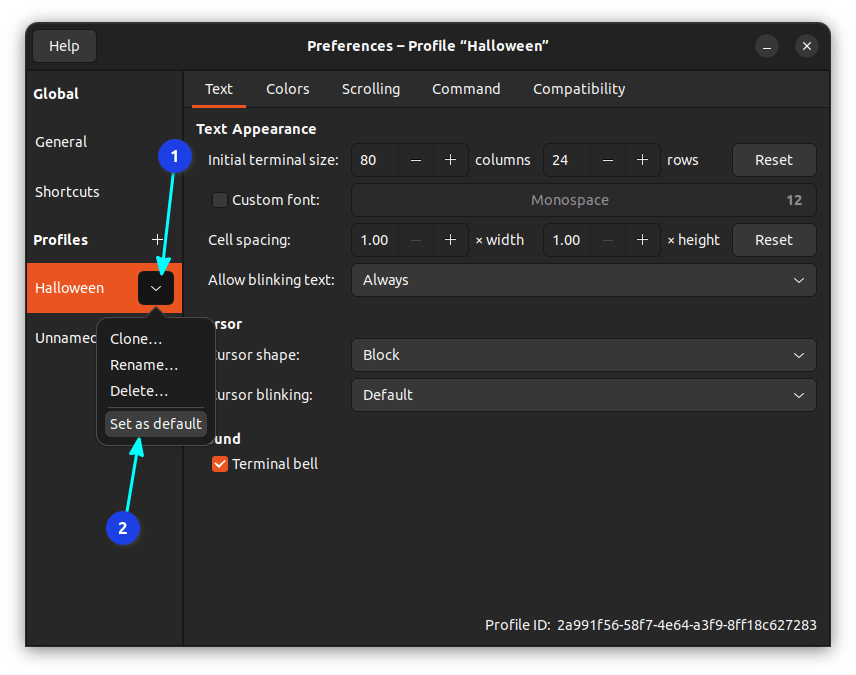 Help
Preferences – Profile “Halloween”
Global
General
Shortcuts
Profiles
Halloween
Unnamed
1
Clone…
Rename…
Delete…
Set as default
2
Text Colors Scrolling Command Compatibility
Text Appearance
Initial terminal size: 80 columns 24 rows Reset
Custom font: Monospace 12
Cell spacing: 1.00 × width 1.00 × height Reset
Allow blinking text: Always
rsor
ursor shape: Block
ursor blinking: Default
und
Terminal bell
Profile ID: 2a991f56-58f7-4e64-a3f9-8ff18c627283